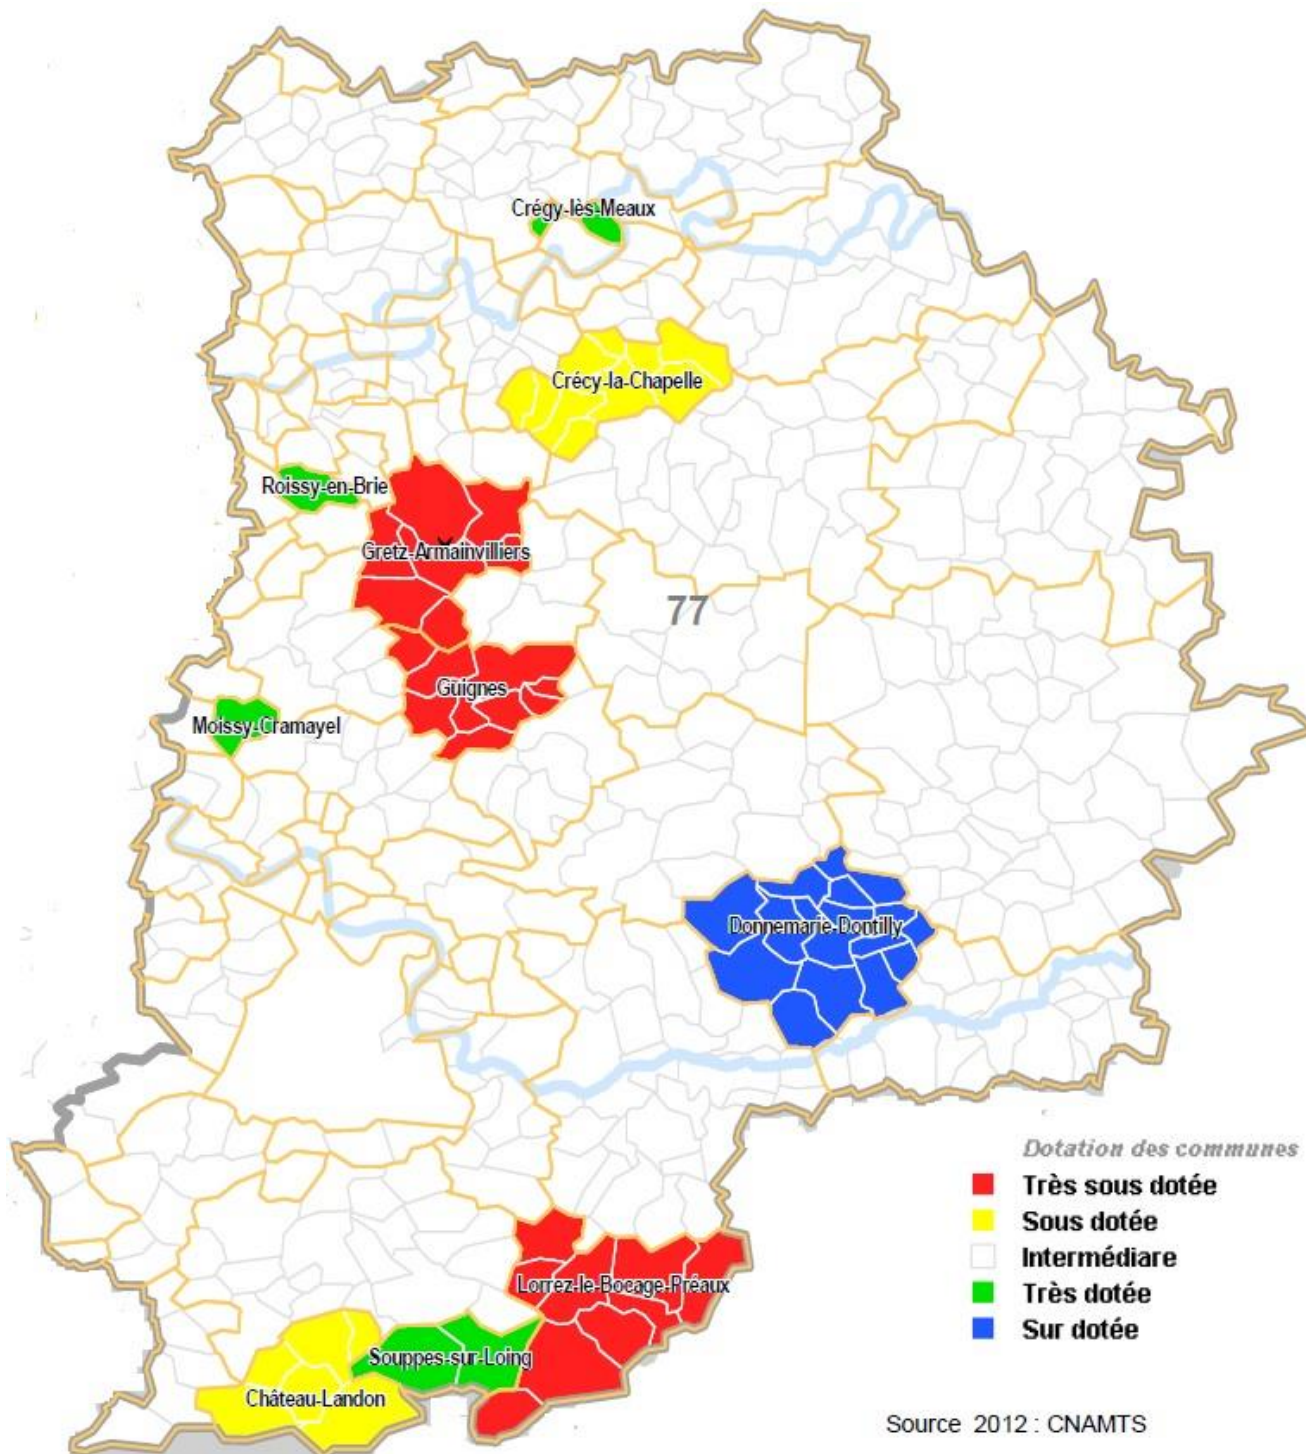 Crégy-lès-Meaux
Crécy-la-Chapelle
Roissy-en-Brie
Gretz-Armainvilliers
77
Guignes
Moissy-Cramayel
Donnemarie-Dontilly
Dotation des communes
Très sous dotée
Sous dotée
Intermédiare
Très dotée
Sur dotée
Lorrez-le-Bocage-Préaux
Souppes-sur-Loing
Château-Landon
Source 2012 : CNAMTS